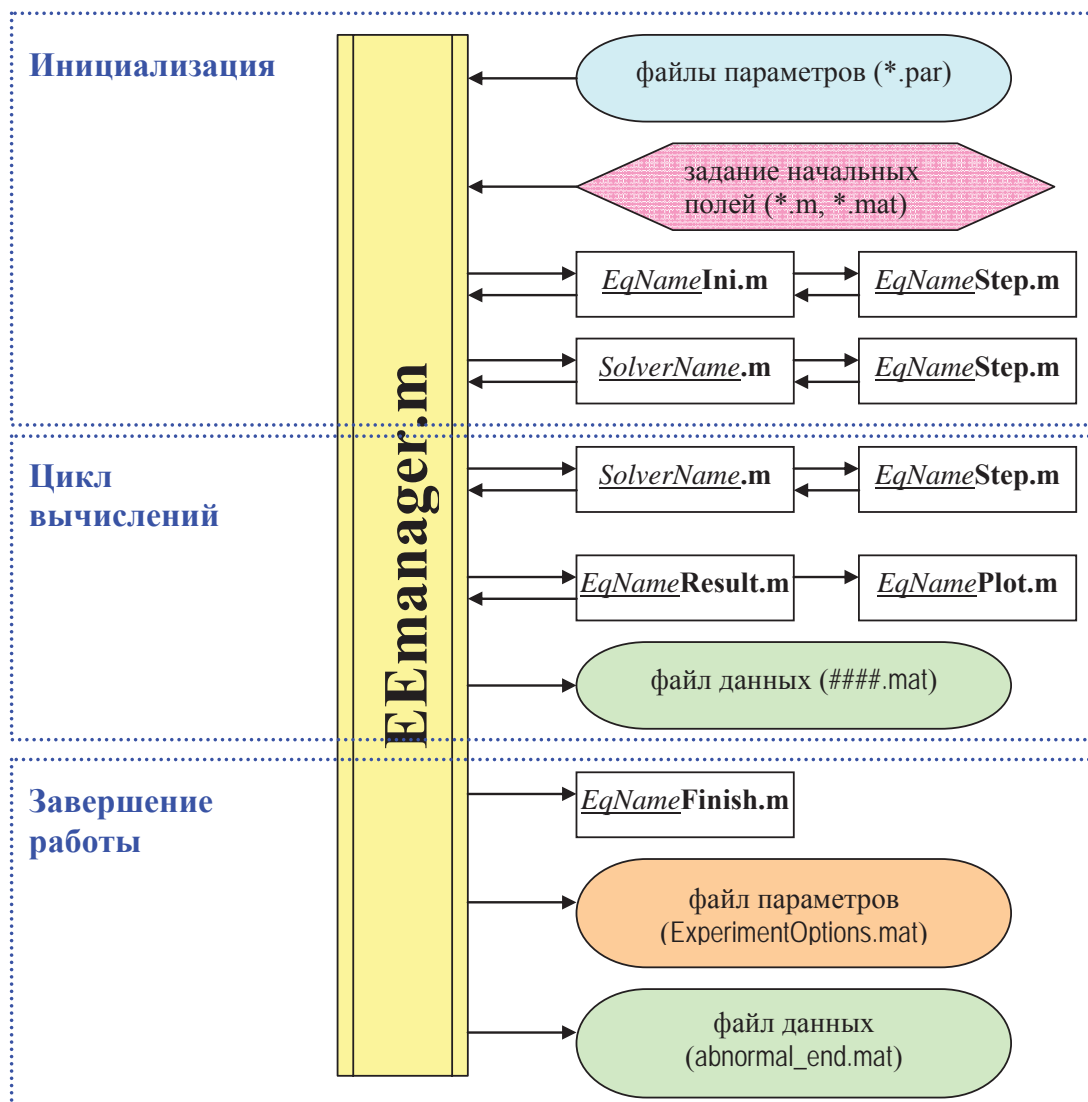 Инициализация
файлы параметров (*.par)
задание начальных
полей (*.m, *.mat)
EqNameIni.m
EqNameStep.m
SolverName.m
EqNameStep.m
EEmanager.m
Цикл
вычислений
SolverName.m
EqNameStep.m
EqNameResult.m
EqNamePlot.m
файл данных (####.mat)
Завершение
работы
EqNameFinish.m
файл параметров
(ExperimentOptions.mat)
файл данных
(abnormal_end.mat)